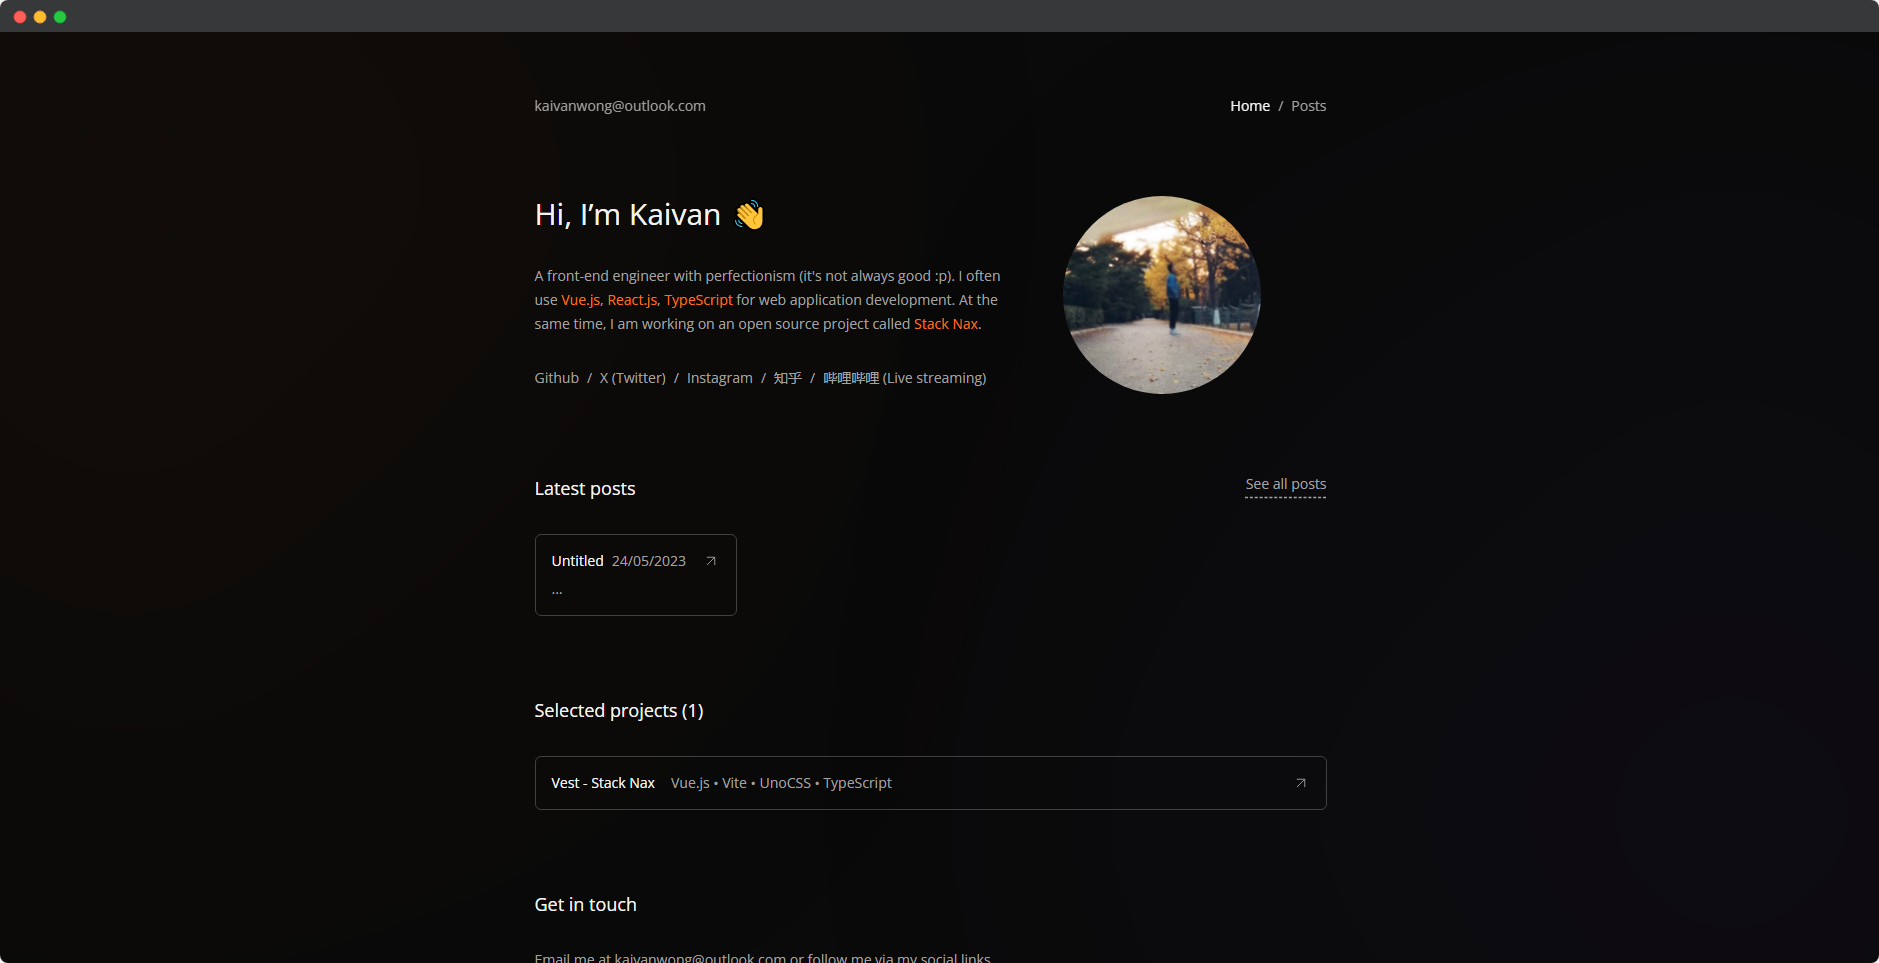 kaivanwong@outlook.com
Home / Posts
Hi, I’m Kaivan 👋
A front-end engineer with perfectionism (it's not always good :p). I often
use Vue.js, React.js, TypeScript for web application development. At the
same time, I am working on an open source project called Stack Nax.
Github / X (Twitter) / Instagram / 知乎 / 哔哩哔哩 (Live streaming)
Latest posts
See all posts
Untitled 24/05/2023
...
Selected projects (1)
Vest - Stack Nax Vue.js • Vite • UnoCSS • TypeScript
Get in touch
Email me at kaivanwong@outlook.com or follow me via my social links.